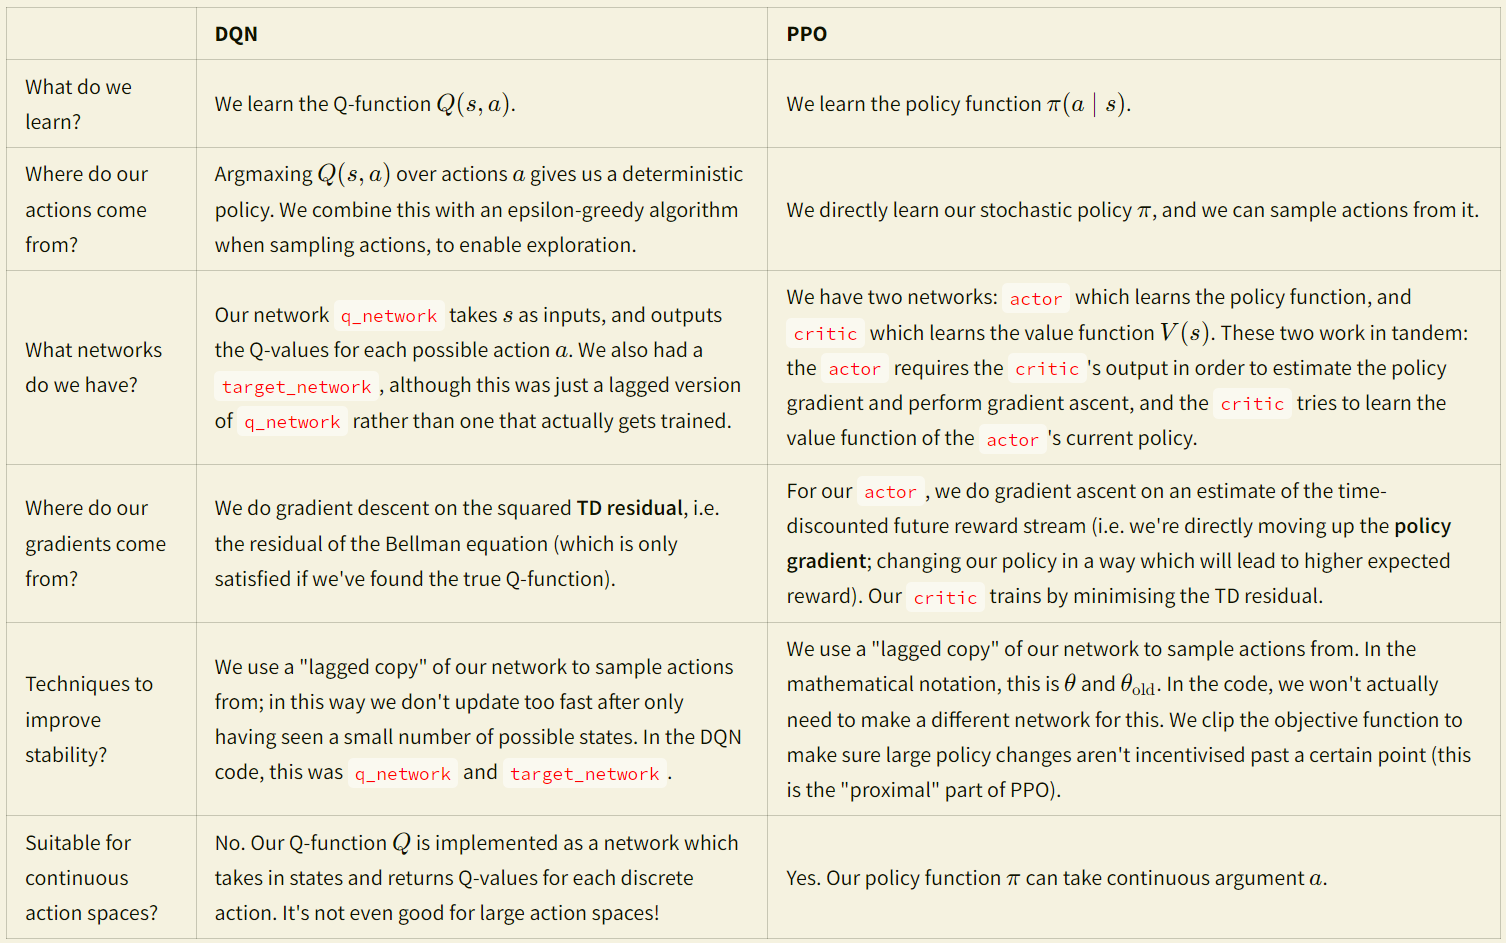 DQN
PPO
What do we
learn?
We learn the Q-function Q(s, a).
We learn the policy function π(a | s).
Where do our
actions come
from?
Argmaxing Q(s, a) over actions a gives us a deterministic
policy. We combine this with an epsilon-greedy algorithm
when sampling actions, to enable exploration.
We directly learn our stochastic policy π, and we can sample actions from it.
What networks
do we have?
Our network q_network takes s as inputs, and outputs
the Q-values for each possible action a. We also had a
target_network, although this was just a lagged version
of q_network rather than one that actually gets trained.
We have two networks: actor which learns the policy function, and
critic which learns the value function V(s). These two work in tandem:
the actor requires the critic's output in order to estimate the policy
gradient and perform gradient ascent, and the critic tries to learn the
value function of the actor's current policy.
Where do our
gradients come
from?
We do gradient descent on the squared TD residual, i.e.
the residual of the Bellman equation (which is only
satisfied if we've found the true Q-function).
For our actor, we do gradient ascent on an estimate of the time-
discounted future reward stream (i.e. we're directly moving up the policy
gradient; changing our policy in a way which will lead to higher expected
reward). Our critic trains by minimising the TD residual.
Techniques to
improve
stability?
We use a "lagged copy" of our network to sample actions
from; in this way we don't update too fast after only
having seen a small number of possible states. In the DQN
code, this was q_network and target_network.
We use a "lagged copy" of our network to sample actions from. In the
mathematical notation, this is θ and θold. In the code, we won't actually
need to make a different network for this. We clip the objective function to
make sure large policy changes aren't incentivised past a certain point (this
is the "proximal" part of PPO).
Suitable for
continuous
action spaces?
No. Our Q-function Q is implemented as a network which
takes in states and returns Q-values for each discrete
action. It's not even good for large action spaces!
Yes. Our policy function π can take continuous argument a.